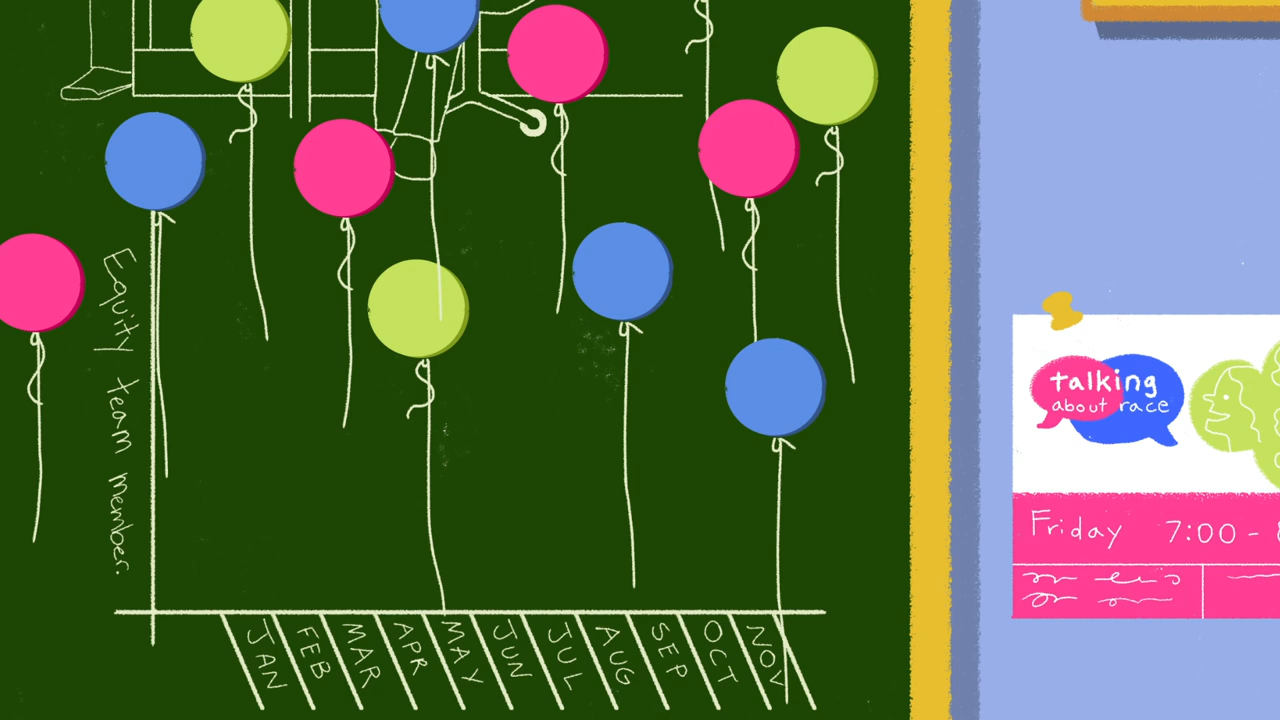 Equity team member.
JAN
FEB
MAR
APR
MAY
JUN
JUL
AUG
SEP
OCT
NOV
talking
about race
Friday 7:00 -